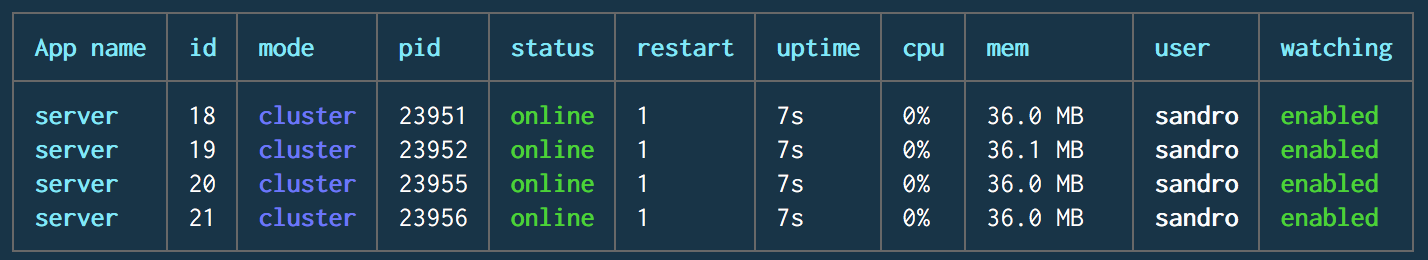 App name id mode pid status restart uptime cpu mem user watching
server 18 cluster 23951 online 1 7s 0% 36.0 MB sandro enabled
server 19 cluster 23952 online 1 7s 0% 36.1 MB sandro enabled
server 20 cluster 23955 online 1 7s 0% 36.0 MB sandro enabled
server 21 cluster 23956 online 1 7s 0% 36.0 MB sandro enabled